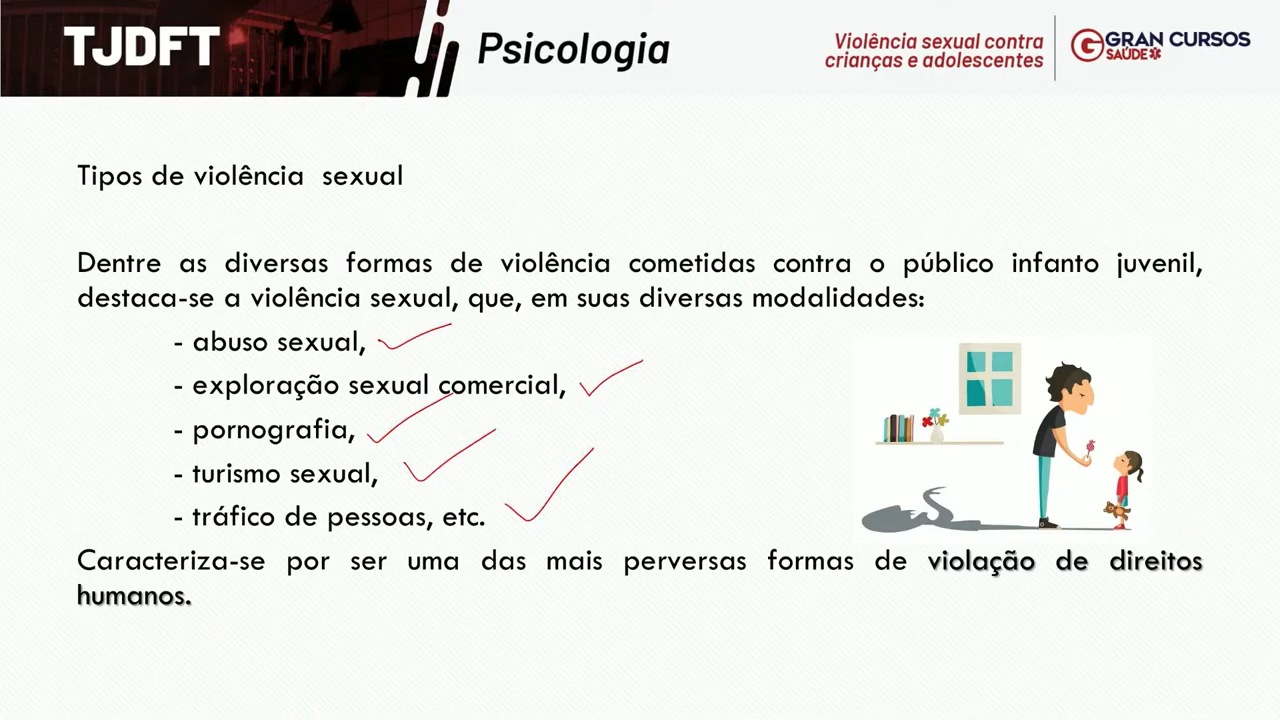 TJDFT
Psicologia
Violência sexual contra
crianças e adolescentes
GRAN CURSOS
SAÚDE
Tipos de violência sexual
Dentre as diversas formas de violência cometidas contra o público infanto juvenil,
destaca-se a violência sexual, que, em suas diversas modalidades:
- abuso sexual,
- exploração sexual comercial,
- pornografia,
- turismo sexual,
- tráfico de pessoas, etc.
Caracteriza-se por ser uma das mais perversas formas de violação de direitos
humanos.